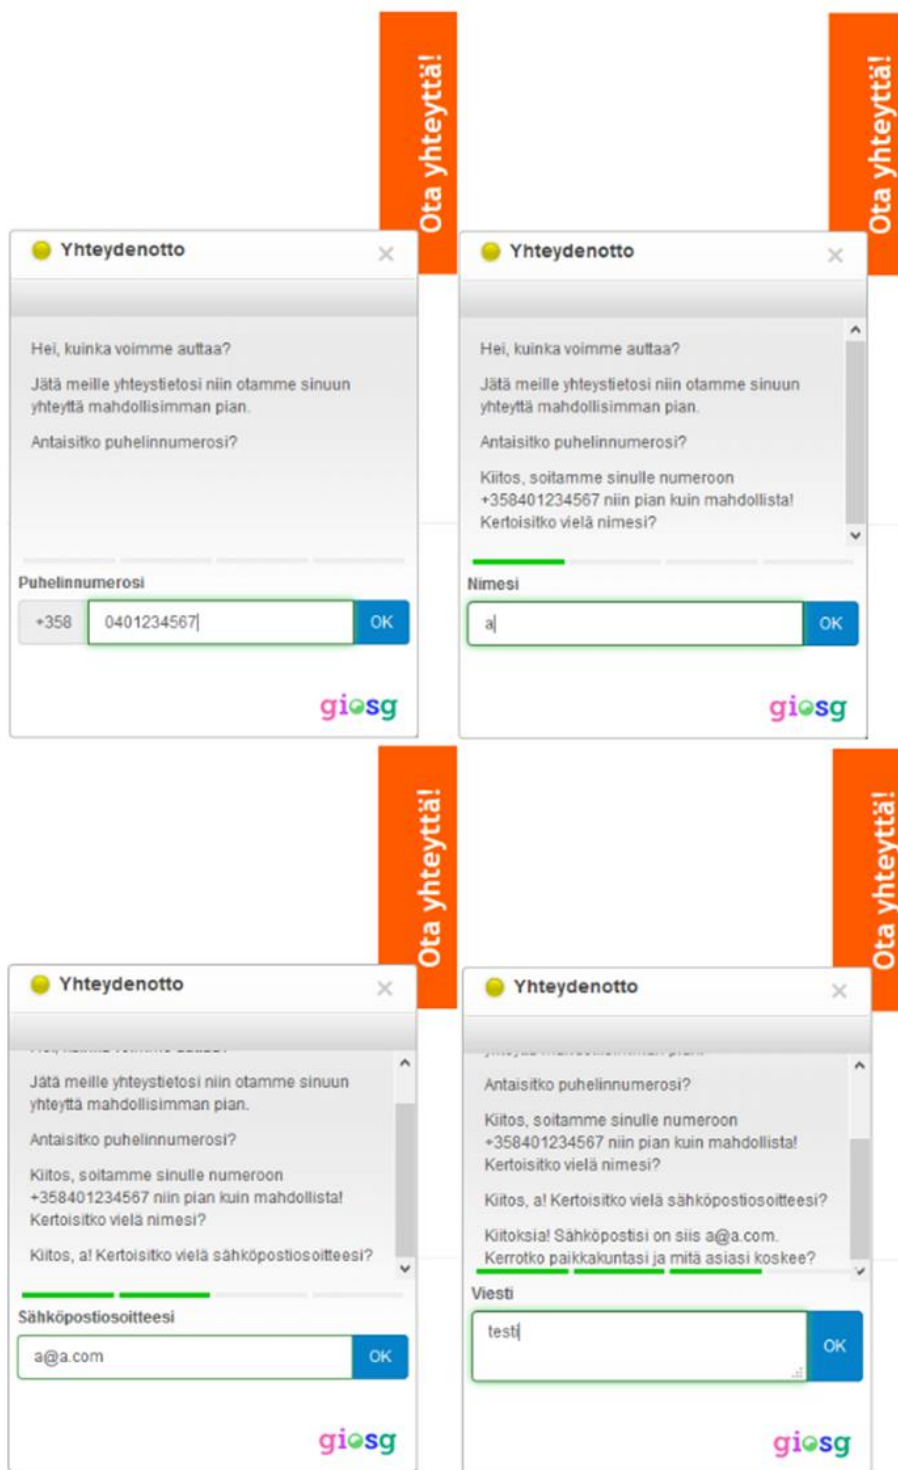 Ota yhteyttä!
Yhteydenotto
Hei, kuinka voimme auttaa?
Jätä meille yhteystietosi niin otamme sinuun
yhteyttä mahdollisimman pian.
Antaisitko puhelinnumerosi?
Puhelinnumerosi
+358 0401234567 OK
giosg
Ota yhteyttä!
Yhteydenotto
Hei, kuinka voimme auttaa?
Jätä meille yhteystietosi niin otamme sinuun
yhteyttä mahdollisimman pian.
Antaisitko puhelinnumerosi?
Kiitos, soitamme sinulle numeroon
+358401234567 niin pian kuin mahdollista!
Kertoisitko vielä nimesi?
Nimesi
a OK
giosg
Ota yhteyttä!
Yhteydenotto
Jätä meille yhteystietosi niin otamme sinuun
yhteyttä mahdollisimman pian.
Antaisitko puhelinnumerosi?
Kiitos, soitamme sinulle numeroon
+358401234567 niin pian kuin mahdollista!
Kertoisitko vielä nimesi?
Kiitos, a! Kertoisitko vielä sähköpostiosoitteesi?
Sähköpostiosoitteesi
a@a.com OK
giosg
Ota yhteyttä!
Yhteydenotto
Antaisitko puhelinnumerosi?
Kiitos, soitamme sinulle numeroon
+358401234567 niin pian kuin mahdollista!
Kertoisitko vielä nimesi?
Kiitos, a! Kertoisitko vielä sähköpostiosoitteesi?
Kiitoksia! Sähköpostisi on siis a@a.com.
Kerrotko paikkakuntasi ja mitä asiasi koskee?
Viesti
testi OK
giosg